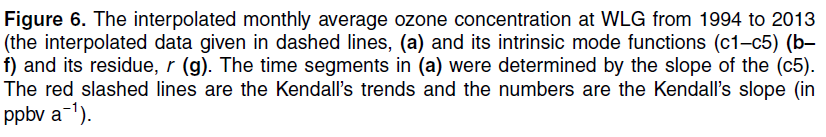 Figure 6. The interpolated monthly average ozone concentration at WLG from 1994 to 2013
(the interpolated data given in dashed lines, (a) and its intrinsic mode functions (c1–c5) (b–
f) and its residue, r (g). The time segments in (a) were determined by the slope of the (c5).
The red slashed lines are the Kendall's trends and the numbers are the Kendall's slope (in
ppbv a⁻¹).